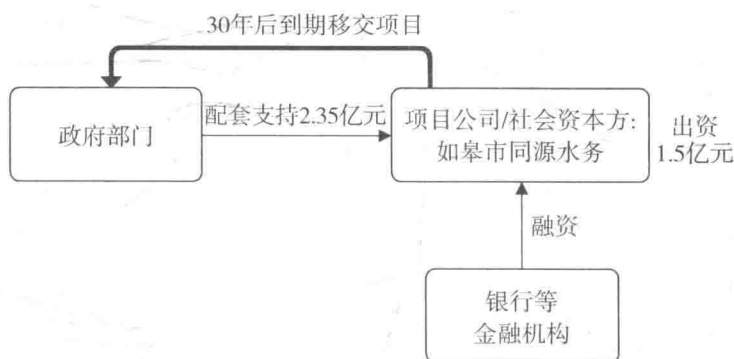 30年后到期移交项目
政府部门
配套支持2.35亿元
项目公司/社会资本方:
如皋市同源水务
出资
1.5亿元
融资
银行等
金融机构